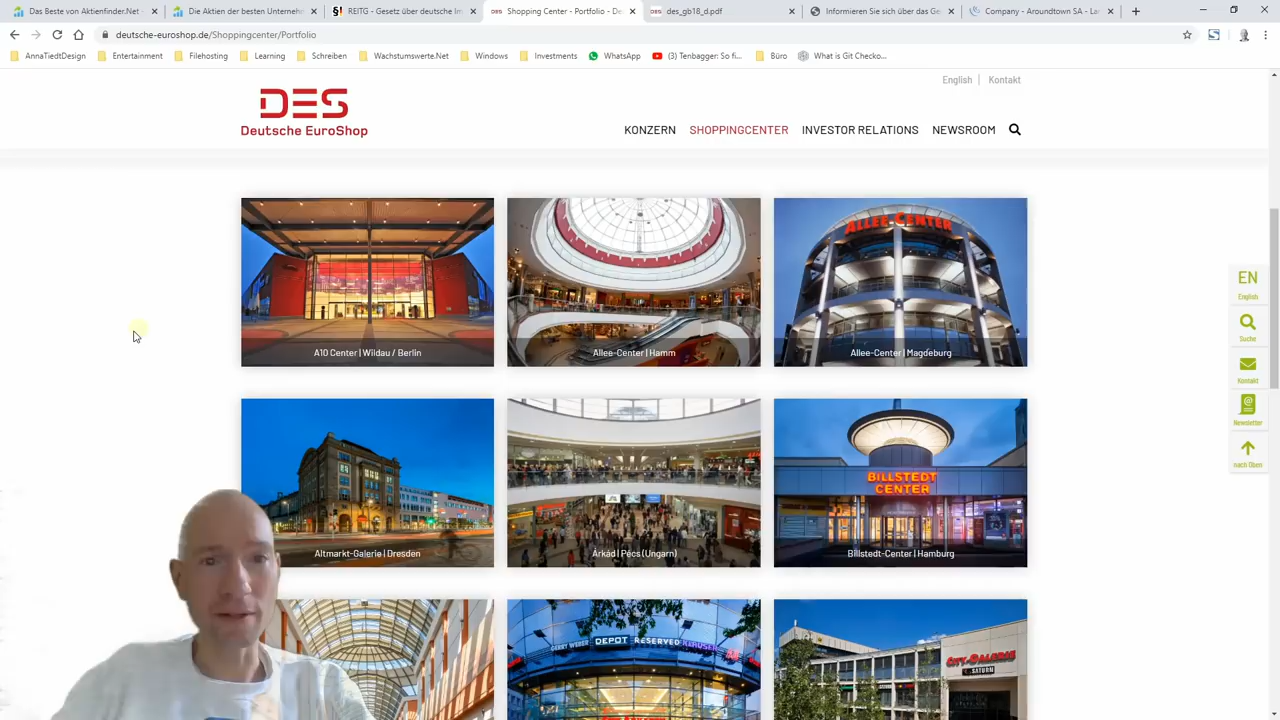 Das Beste von Aktienfinder.Net -
Die Aktien der besten Unterneh
REITG - Gesetz über deutsche Im
Shopping Center - Portfolio - De
des_gb18_d.pdf
Informieren Sie sich über das Ge
Company - Aroundtown SA - La
deutsche-euroshop.de/Shoppingcenter/Portfolio
AnnaTiedtDesign
Entertainment
Filehosting
Learning
Schreiben
Wachstumswerte.Net
Windows
Investments
WhatsApp
(3) Tenbagger: So fi...
Büro
What is Git Checko...
English | Kontakt
DES
Deutsche EuroShop
KONZERN SHOPPINGCENTER INVESTOR RELATIONS NEWSROOM
A10 Center | Wildau / Berlin
Allee-Center | Hamm
ALLEE CENTER
Allee-Center | Magdeburg
EN
English
Suche
Kontakt
Newsletter
nach Oben
Altmarkt-Galerie | Dresden
Árkád | Pécs (Ungarn)
BILLSTEDT
CENTER
Billstedt-Center | Hamburg
GERRY WEBER DEPOT RESERVED
CITY-GALERIE
SATURN